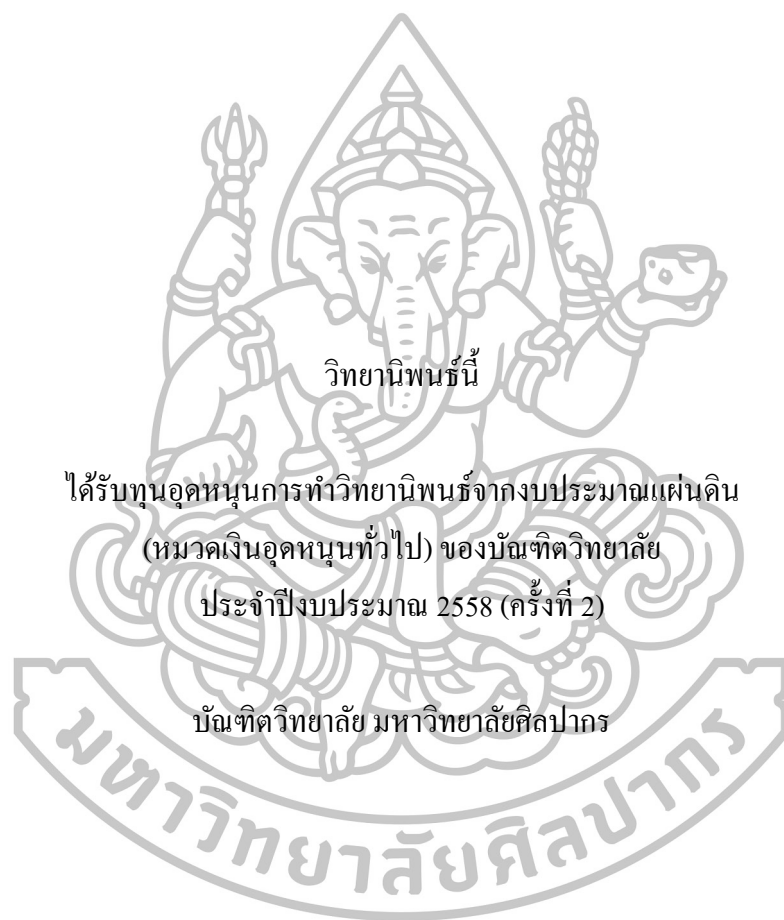 วิทยานิพนธ์นี้
ได้รับทุนอุดหนุนการทำวิทยานิพนธ์จากงบประมาณแผ่นดิน
(หมวดเงินอุดหนุนทั่วไป) ของบัณฑิตวิทยาลัย
ประจำปีงบประมาณ 2558 (ครั้งที่ 2)
บัณฑิตวิทยาลัย มหาวิทยาลัยศิลปากร
มหาวิทยาลัยศิลปากร